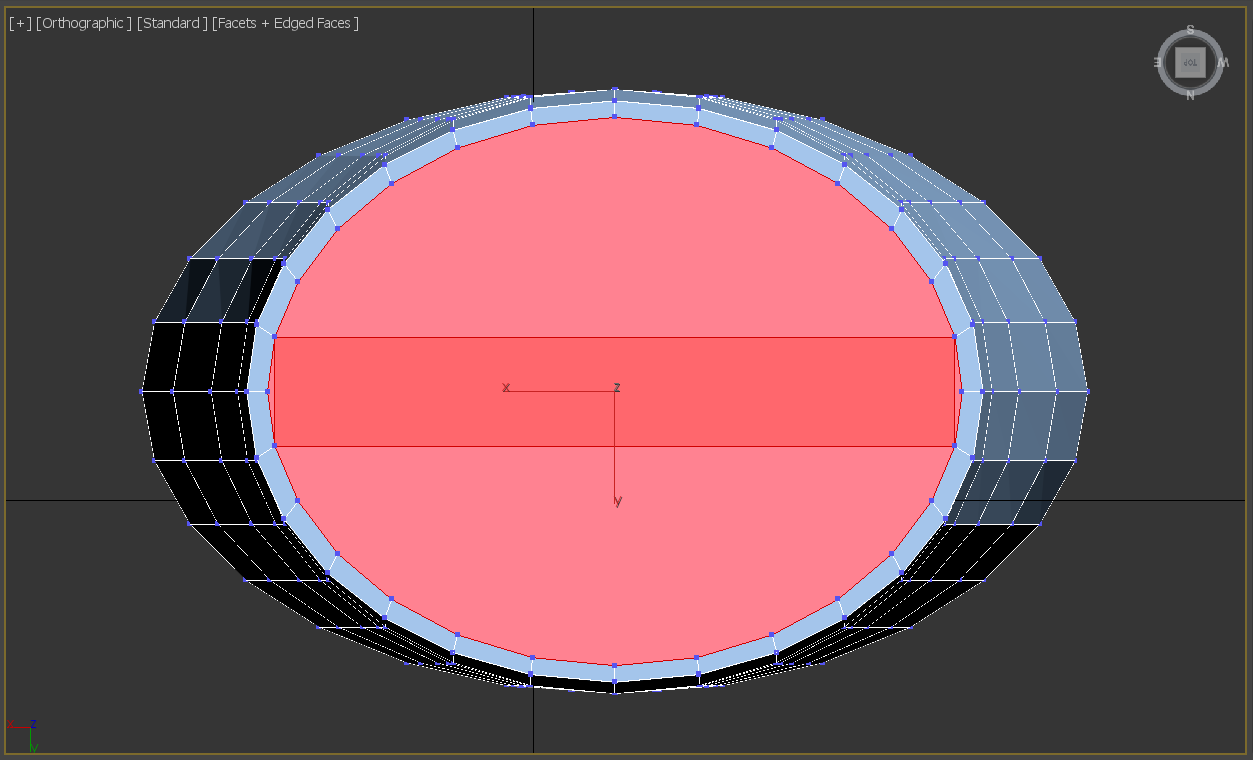 [+] [Orthographic ] [Standard ] [Facets + Edged Faces ]
S
E TOP W
N
x z
y
x z
y